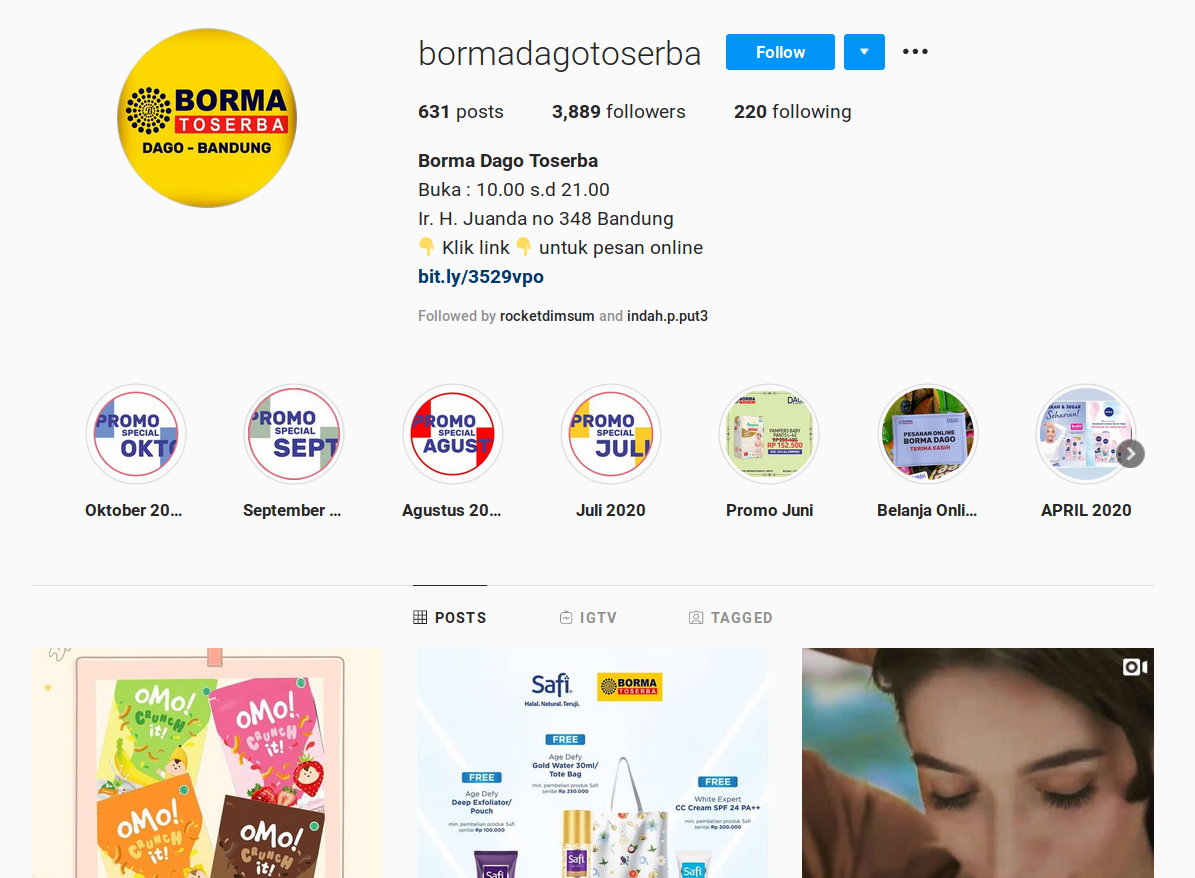 BORMA
TOSERBA
DAGO - BANDUNG
bormadagotoserba
Follow
631 posts
3,889 followers
220 following
Borma Dago Toserba
Buka : 10.00 s.d 21.00
Ir. H. Juanda no 348 Bandung
👇 Klik link 👇 untuk pesan online
bit.ly/3529vpo
Followed by rocketdimsum and indah.p.put3
PROMO
SPECIAL
OKT
PROMO
SPECIAL
SEPT
PROMO
SPECIAL
AGUST
PROMO
SPECIAL
JULI
PAMPERS BABY
PANTS L-42
RP 152.500
PESANAN ONLINE
BORMA DAGO
TERIMA KASIH
Seharian!
Oktober 20...
September ...
Agustus 20...
Juli 2020
Promo Juni
Belanja Onli...
APRIL 2020
POSTS
IGTV
TAGGED
OMO!
CRUNCH
it!
OMO!
CRUNCH
it!
OMO!
CRUNCH
it!
OMO!
CRUNCH
it!
Safi
Halal. Natural. Teruji.
BORMA
TOSERBA
FREE
Age Defy
Gold Water 30ml/
Tote Bag
min. pembelian produk Safi
senilai Rp 250.000
FREE
Age Defy
Deep Exfoliator/
Pouch
min. pembelian produk Safi
senilai Rp 100.000
FREE
White Expert
CC Cream SPF 24 PA++
min. pembelian produk Safi
senilai Rp 200.000
Safi
Safi
Safi